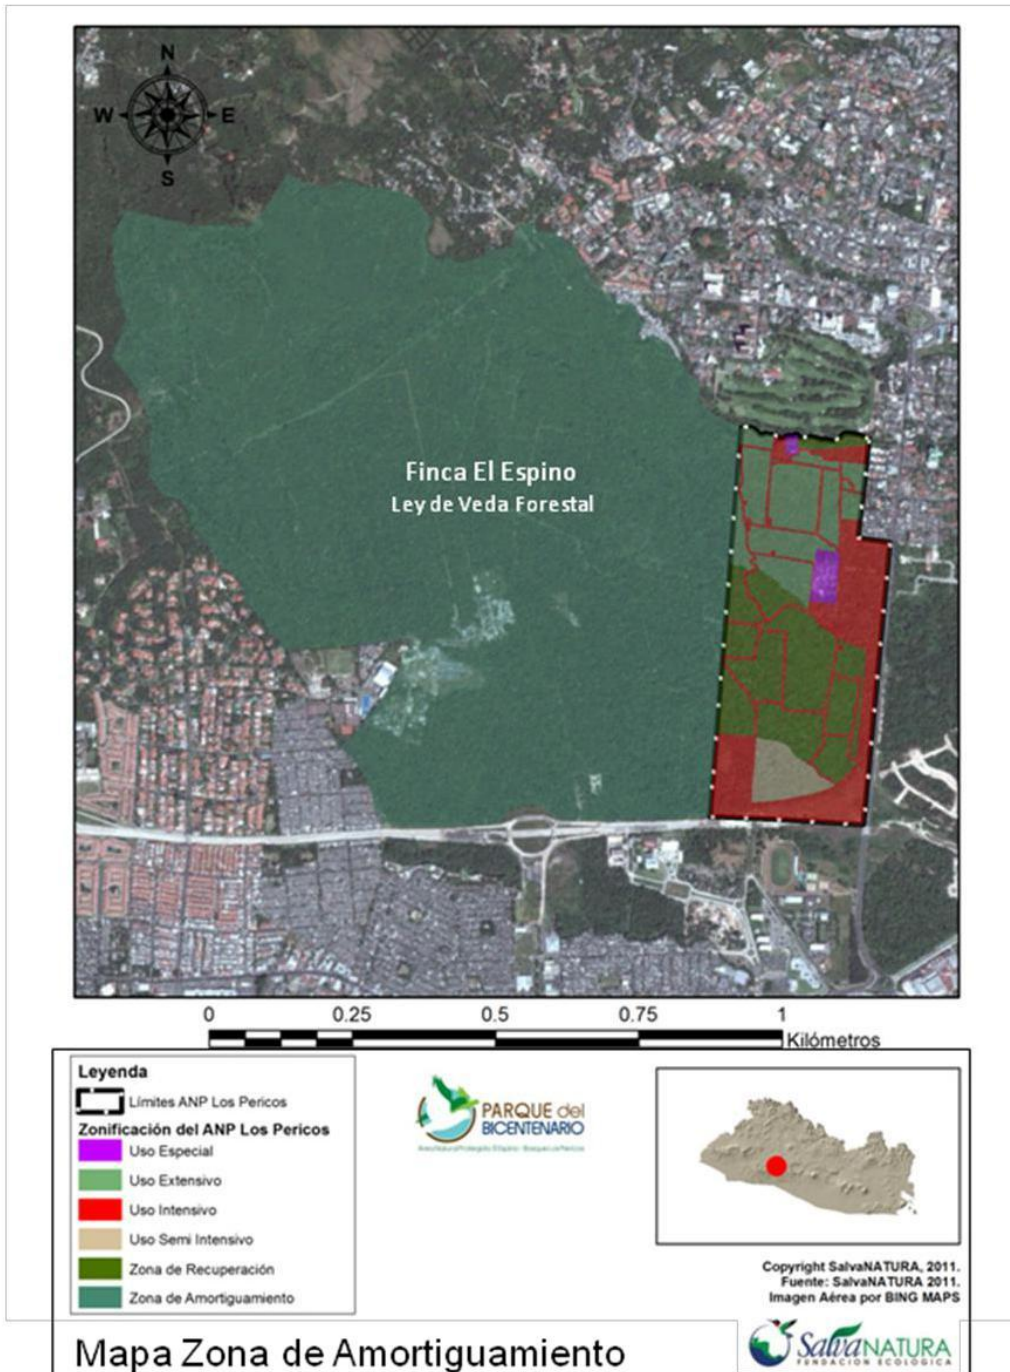 N
W E
S
Finca El Espino
Ley de Veda Forestal
0 0.25 0.5 0.75 1
Kilómetros
Leyenda
Límites ANP Los Pericos
Zonificación del ANP Los Pericos
Uso Especial
Uso Extensivo
Uso Intensivo
Uso Semi Intensivo
Zona de Recuperación
Zona de Amortiguamiento
PARQUE del
BICENTENARIO
Copyright SalvaNATURA, 2011.
Fuente: SalvaNATURA 2011.
Imagen Aérea por BING MAPS
Mapa Zona de Amortiguamiento
SalvaNATURA
FUNDACIÓN ECOLÓGICA